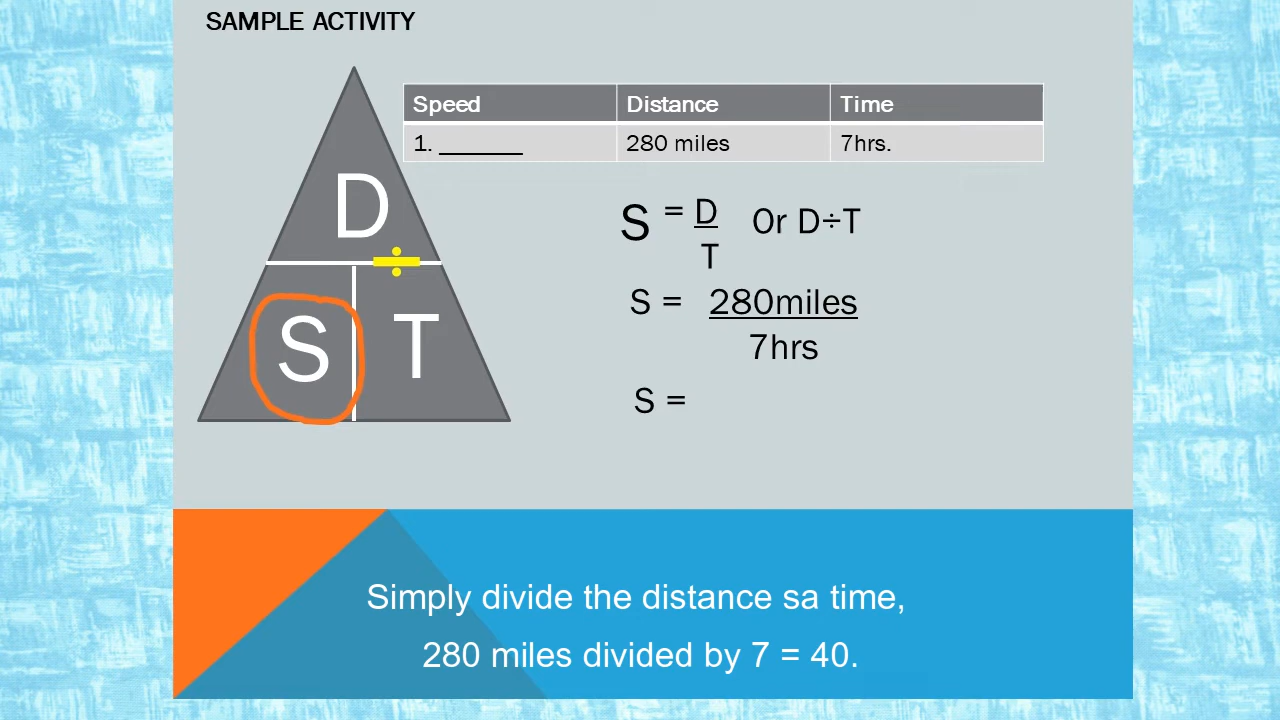 SAMPLE ACTIVITY
Speed Distance Time
1. _______ 280 miles 7hrs.
D
÷
S T
S = D Or D÷T
T
S = 280miles
7hrs
S =
Simply divide the distance sa time,
280 miles divided by 7 = 40.